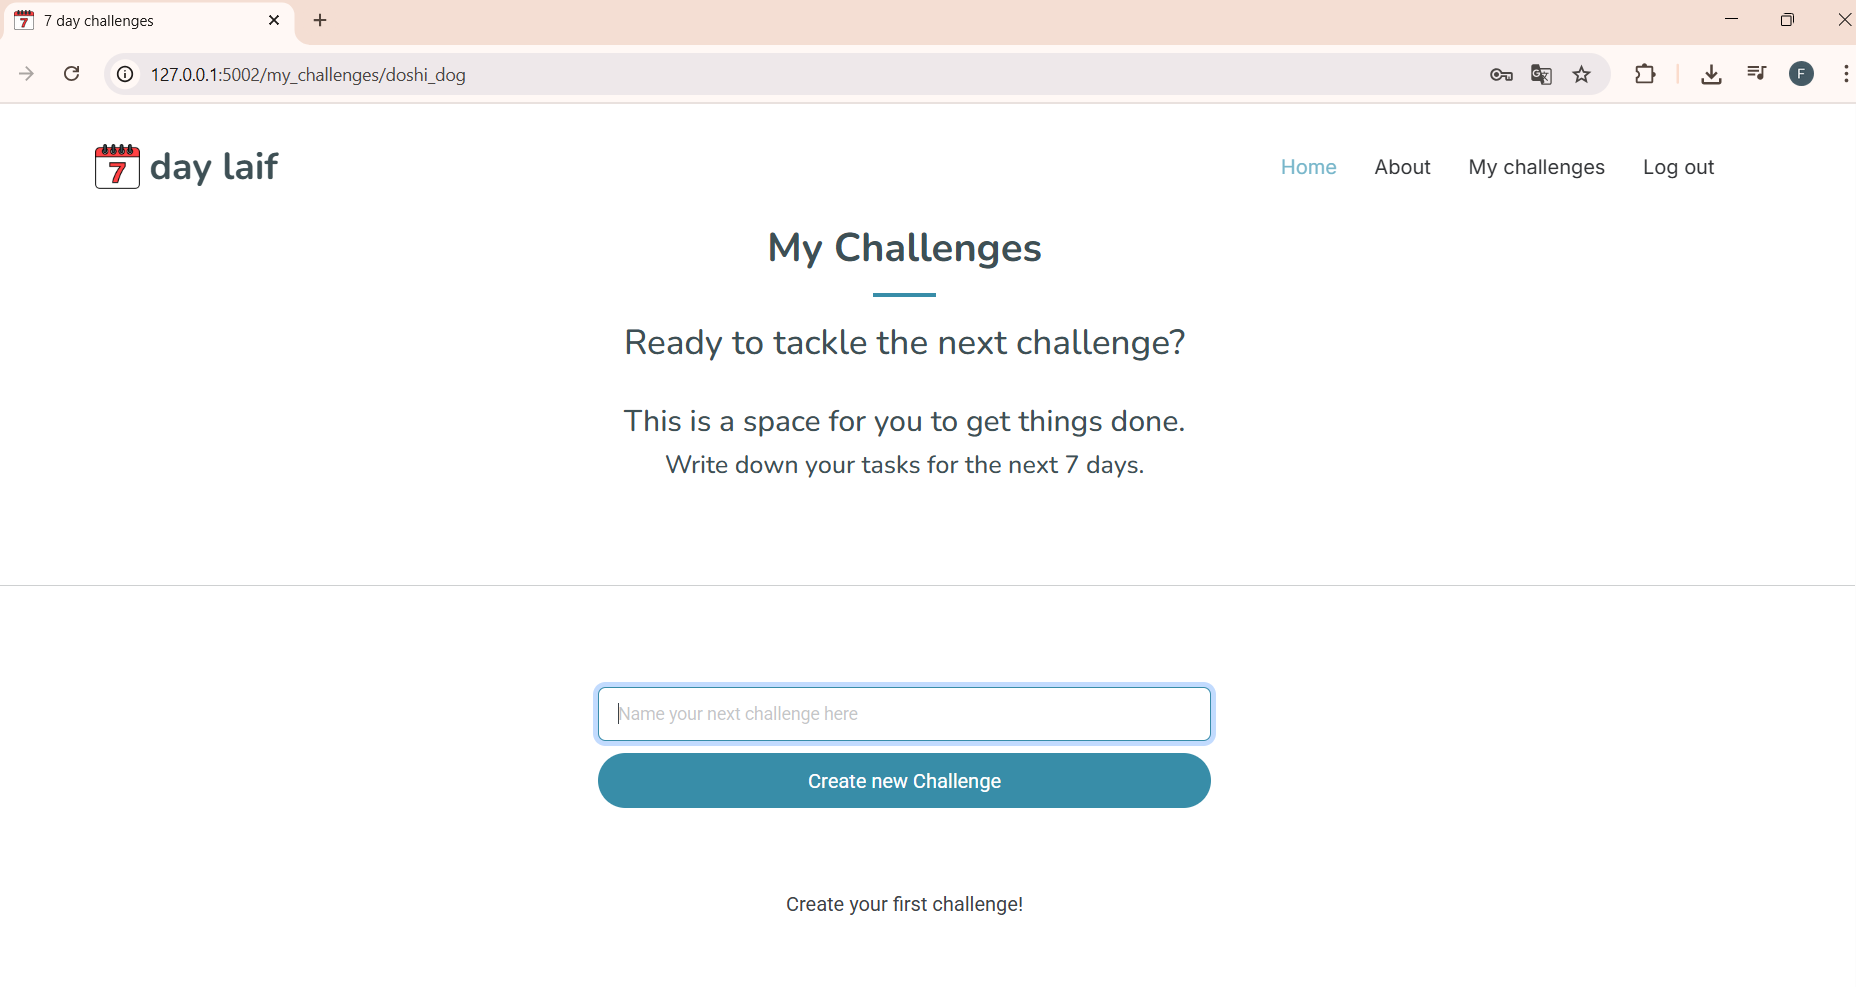 7 day challenges
127.0.0.1:5002/my_challenges/doshi_dog
F
7 day laif
Home About My challenges Log out
My Challenges
Ready to tackle the next challenge?
This is a space for you to get things done.
Write down your tasks for the next 7 days.
Name your next challenge here
Create new Challenge
Create your first challenge!